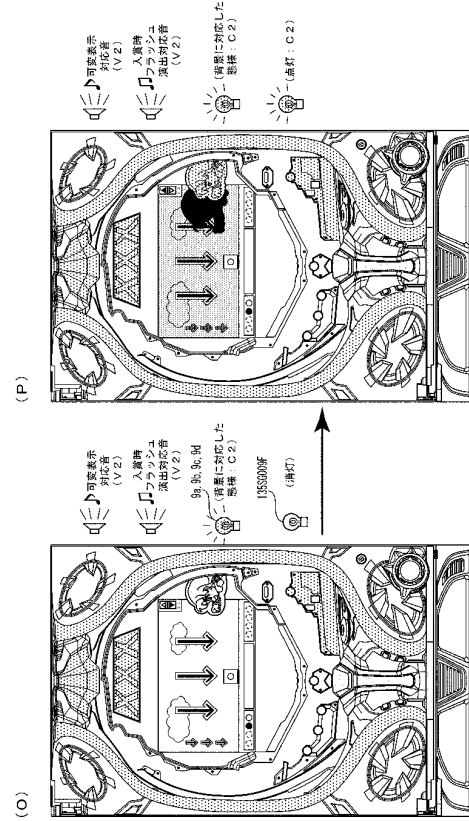 (O)
♪可変表示
対応音
(V2)
♫入賞時
フラッシュ
演出対応音
(V2)
9a, 9b, 9c, 9d
(背景に対応した
態様:C2)
135SG009F
(消灯)
(P)
♪可変表示
対応音
(V2)
♫入賞時
フラッシュ
演出対応音
(V2)
(背景に対応した
態様:C2)
(点灯:C2)